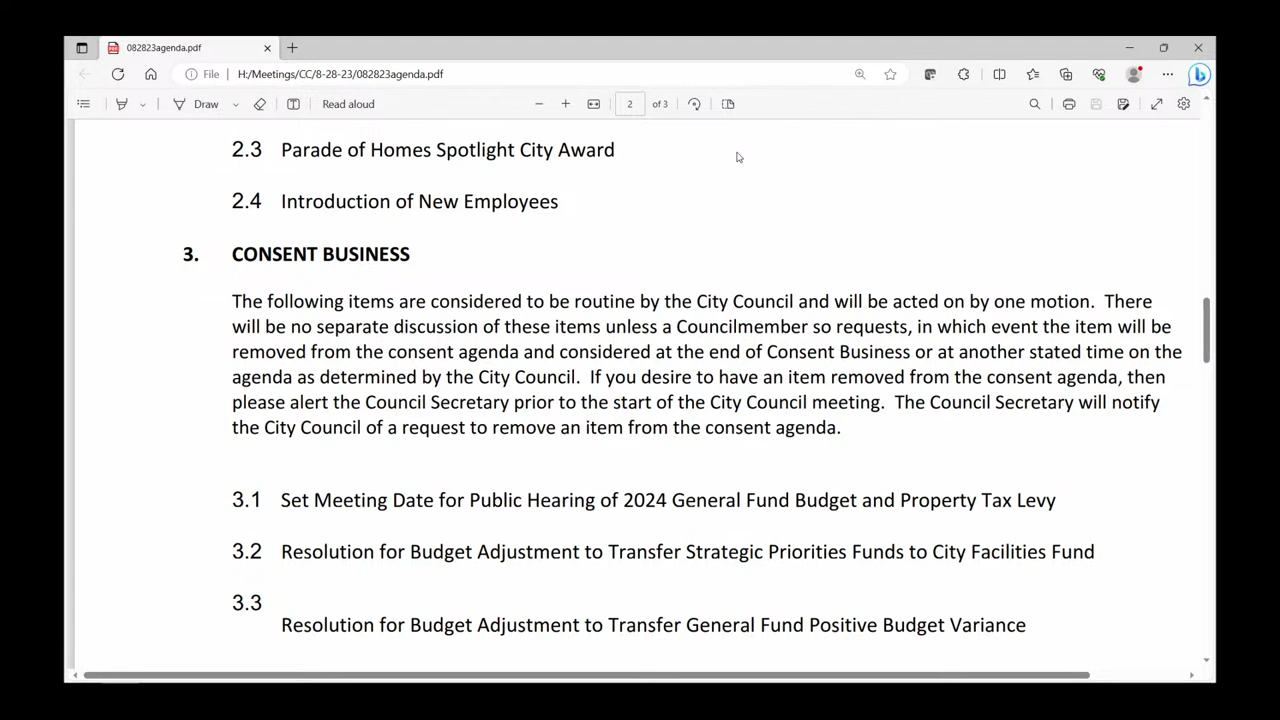 082823agenda.pdf
File H:/Meetings/CC/8-28-23/082823agenda.pdf
Draw Read aloud 2 of 3
2.3 Parade of Homes Spotlight City Award
2.4 Introduction of New Employees
3. CONSENT BUSINESS
The following items are considered to be routine by the City Council and will be acted on by one motion. There
will be no separate discussion of these items unless a Councilmember so requests, in which event the item will be
removed from the consent agenda and considered at the end of Consent Business or at another stated time on the
agenda as determined by the City Council. If you desire to have an item removed from the consent agenda, then
please alert the Council Secretary prior to the start of the City Council meeting. The Council Secretary will notify
the City Council of a request to remove an item from the consent agenda.
3.1 Set Meeting Date for Public Hearing of 2024 General Fund Budget and Property Tax Levy
3.2 Resolution for Budget Adjustment to Transfer Strategic Priorities Funds to City Facilities Fund
3.3
Resolution for Budget Adjustment to Transfer General Fund Positive Budget Variance